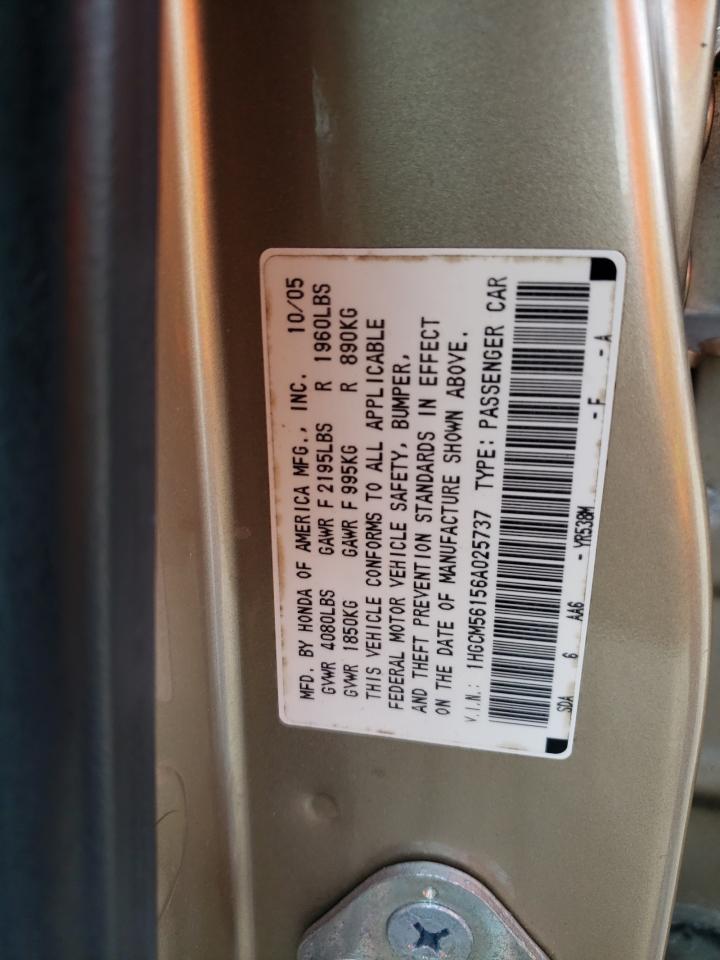 MFD. BY HONDA OF AMERICA MFG., INC. 10/05
GVWR 4080LBS GAWR F 2195LBS R 1960LBS
GVWR 1850KG GAWR F 995KG R 890KG
THIS VEHICLE CONFORMS TO ALL APPLICABLE
FEDERAL MOTOR VEHICLE SAFETY, BUMPER,
AND THEFT PREVENTION STANDARDS IN EFFECT
ON THE DATE OF MANUFACTURE SHOWN ABOVE.
V.I.N.: 1HGCM56156A025737 TYPE: PASSENGER CAR
SDA 6 AA6 - YR538M - F - A